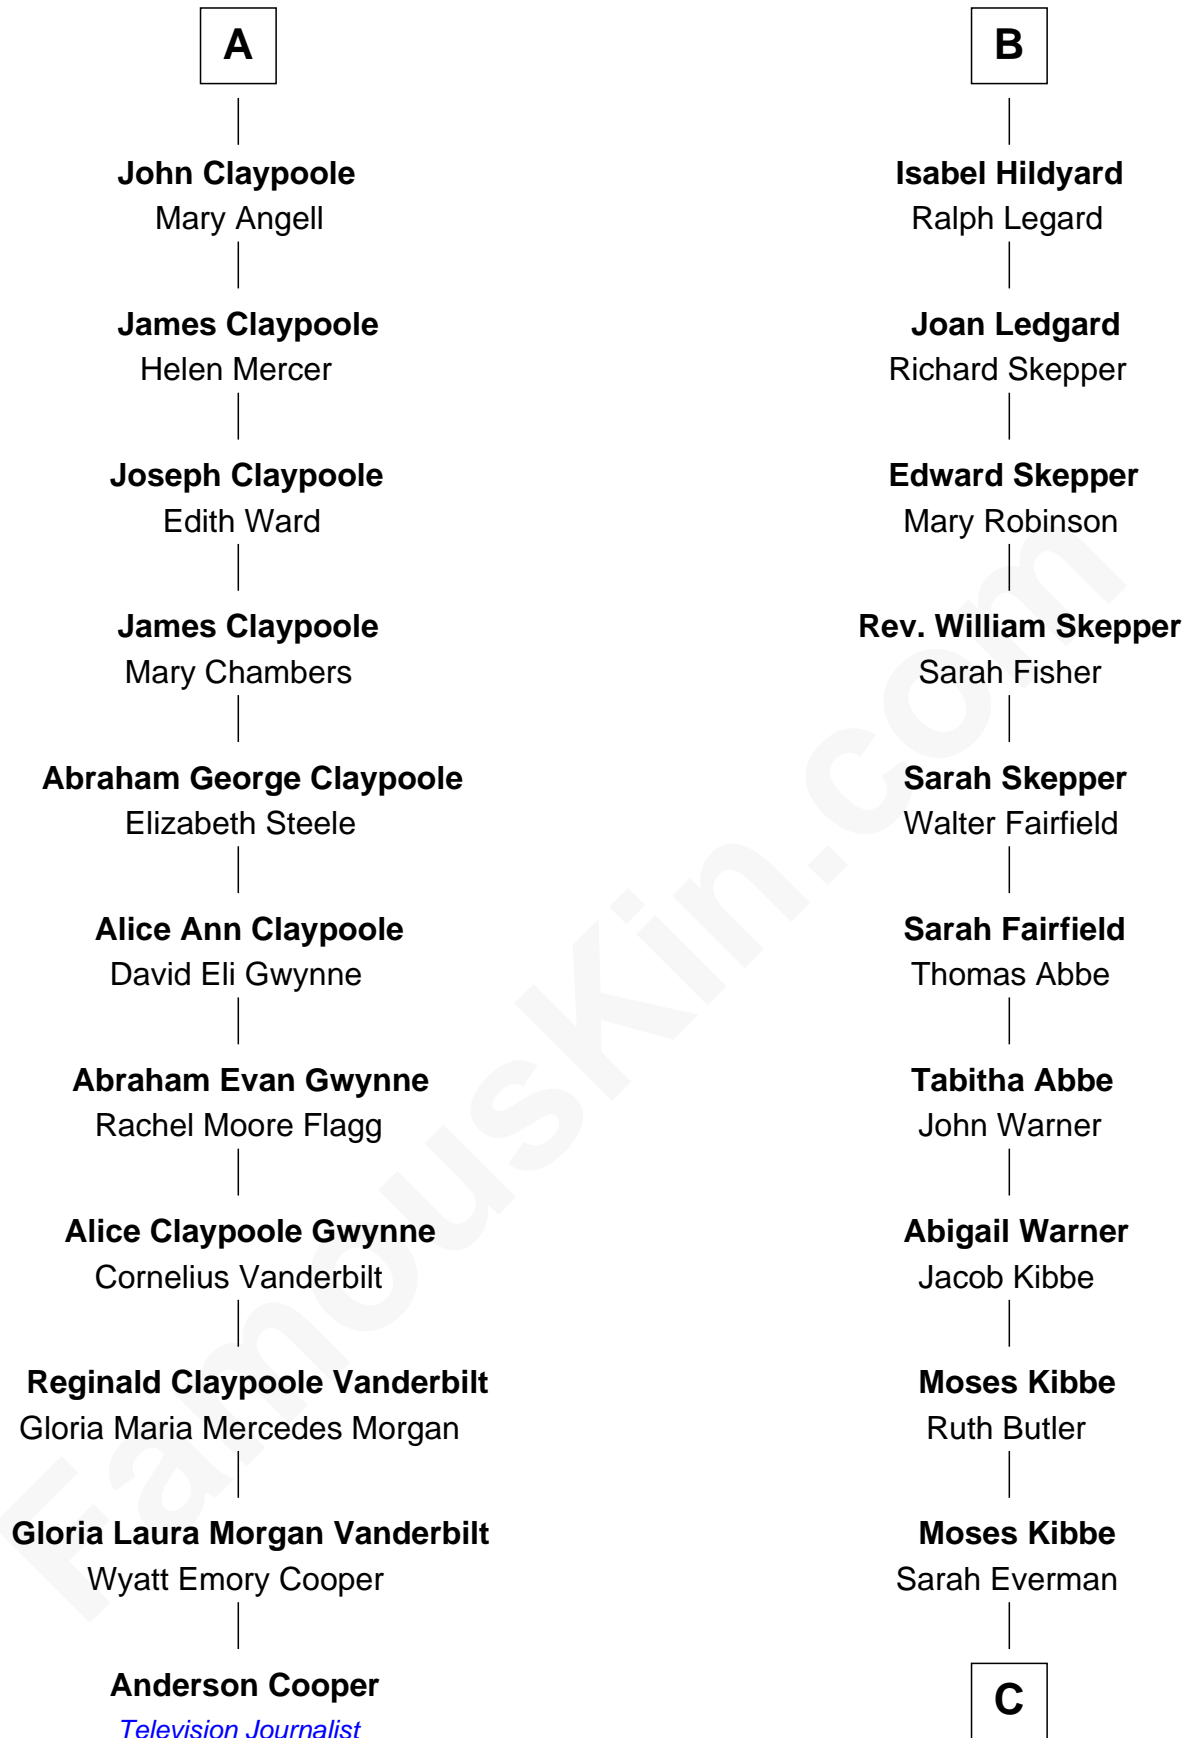 A
John Claypoole
Mary Angell
James Claypoole
Helen Mercer
Joseph Claypoole
Edith Ward
James Claypoole
Mary Chambers
Abraham George Claypoole
Elizabeth Steele
Alice Ann Claypoole
David Eli Gwynne
Abraham Evan Gwynne
Rachel Moore Flagg
Alice Claypoole Gwynne
Cornelius Vanderbilt
Reginald Claypoole Vanderbilt
Gloria Maria Mercedes Morgan
Gloria Laura Morgan Vanderbilt
Wyatt Emory Cooper
Anderson Cooper
Television Journalist
B
Isabel Hildyard
Ralph Legard
Joan Ledgard
Richard Skepper
Edward Skepper
Mary Robinson
Rev. William Skepper
Sarah Fisher
Sarah Skepper
Walter Fairfield
Sarah Fairfield
Thomas Abbe
Tabitha Abbe
John Warner
Abigail Warner
Jacob Kibbe
Moses Kibbe
Ruth Butler
Moses Kibbe
Sarah Everman
C
FamousKin.com